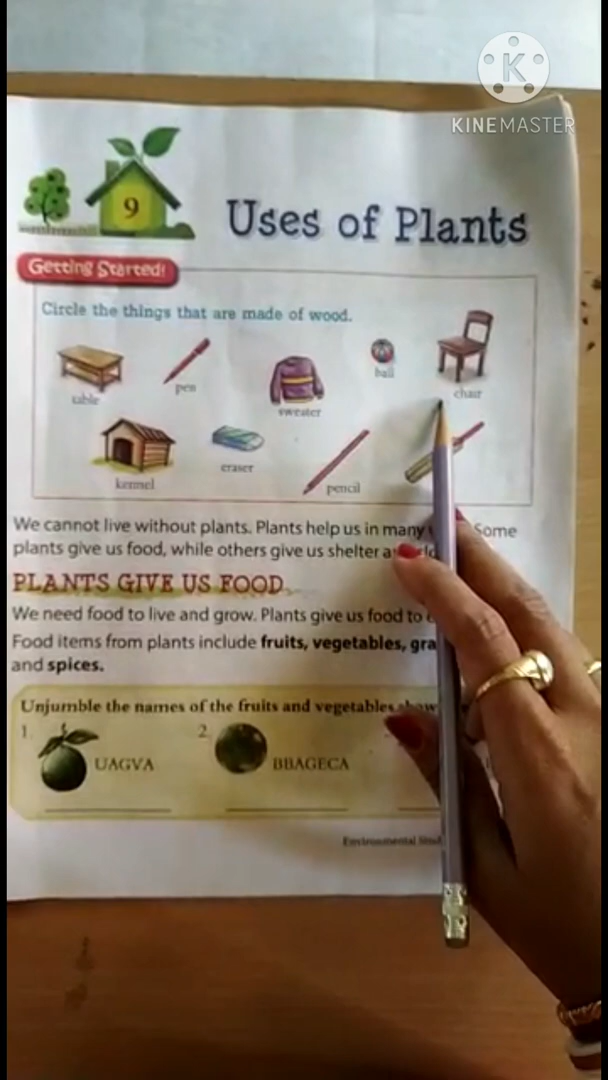 KINEMASTER
9
Uses of Plants
Getting Started!
Circle the things that are made of wood.
table
pen
sweater
ball
chair
kennel
eraser
pencil
We cannot live without plants. Plants help us in many Some
plants give us food, while others give us shelter
PLANTS GIVE US FOOD
We need food to live and grow. Plants give us food to
Food items from plants include fruits, vegetables,
and spices.
Unjumble the names of the fruits and vegetables
1. UAGVA
2. BBAGECA
Environmental